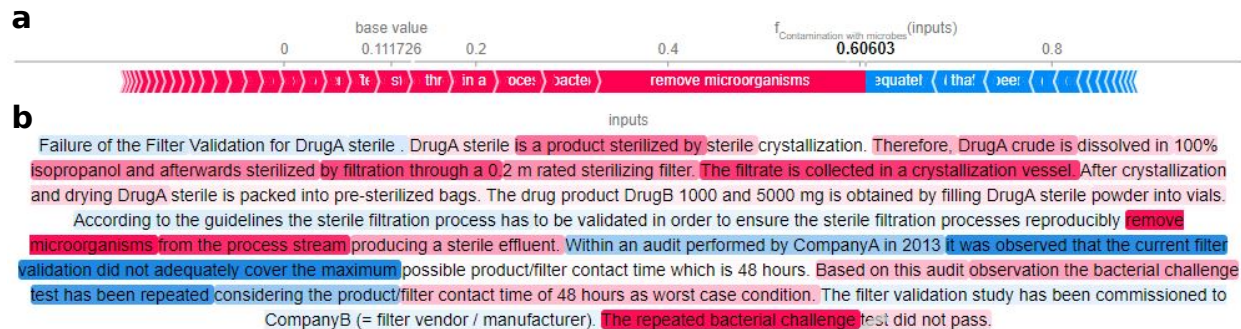 a
base value
f Contamination with microbes (inputs)
0 0.111726 0.2 0.4 0.60603 0.8
in a remove microorganisms
b
inputs
Failure of the Filter Validation for DrugA sterile . DrugA sterile is a product sterilized by sterile crystallization. Therefore, DrugA crude is dissolved in 100%
isopropanol and afterwards sterilized by filtration through a 0.2 m rated sterilizing filter. The filtrate is collected in a crystallization vessel. After crystallization
and drying DrugA sterile is packed into pre-sterilized bags. The drug product DrugB 1000 and 5000 mg is obtained by filling DrugA sterile powder into vials.
According to the guidelines the sterile filtration process has to be validated in order to ensure the sterile filtration processes reproducibly remove
microorganisms from the process stream producing a sterile effluent. Within an audit performed by CompanyA in 2013 it was observed that the current filter
validation did not adequately cover the maximum possible product/filter contact time which is 48 hours. Based on this audit observation the bacterial challenge
test has been repeated considering the product/filter contact time of 48 hours as worst case condition. The filter validation study has been commissioned to
CompanyB (= filter vendor / manufacturer). The repeated bacterial challenge test did not pass.